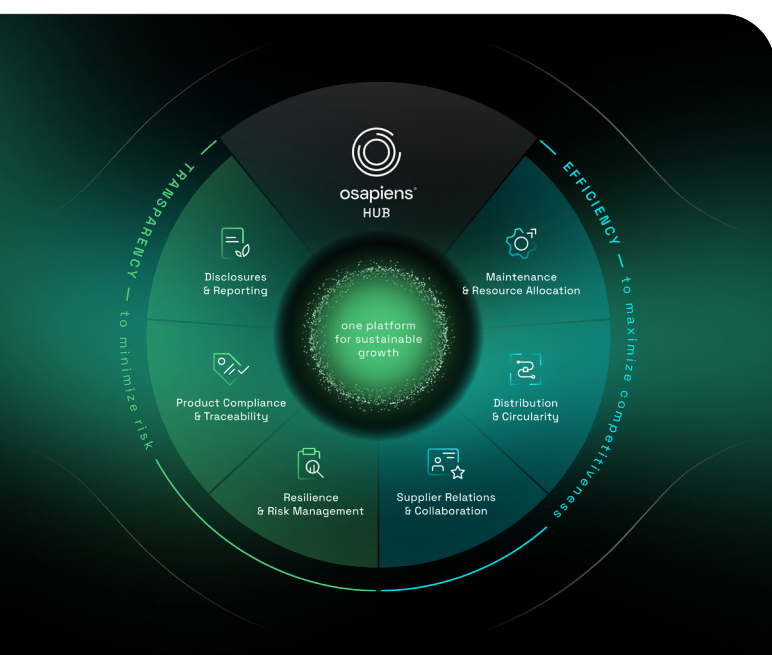 osapiens®
HUB
TRANSPARENCY — to minimize risk
EFFICIENCY — to maximize competitiveness
Disclosures
& Reporting
Maintenance
& Resource Allocation
one platform
for sustainable
growth
Product Compliance
& Traceability
Distribution
& Circularity
Resilience
& Risk Management
Supplier Relations
& Collaboration